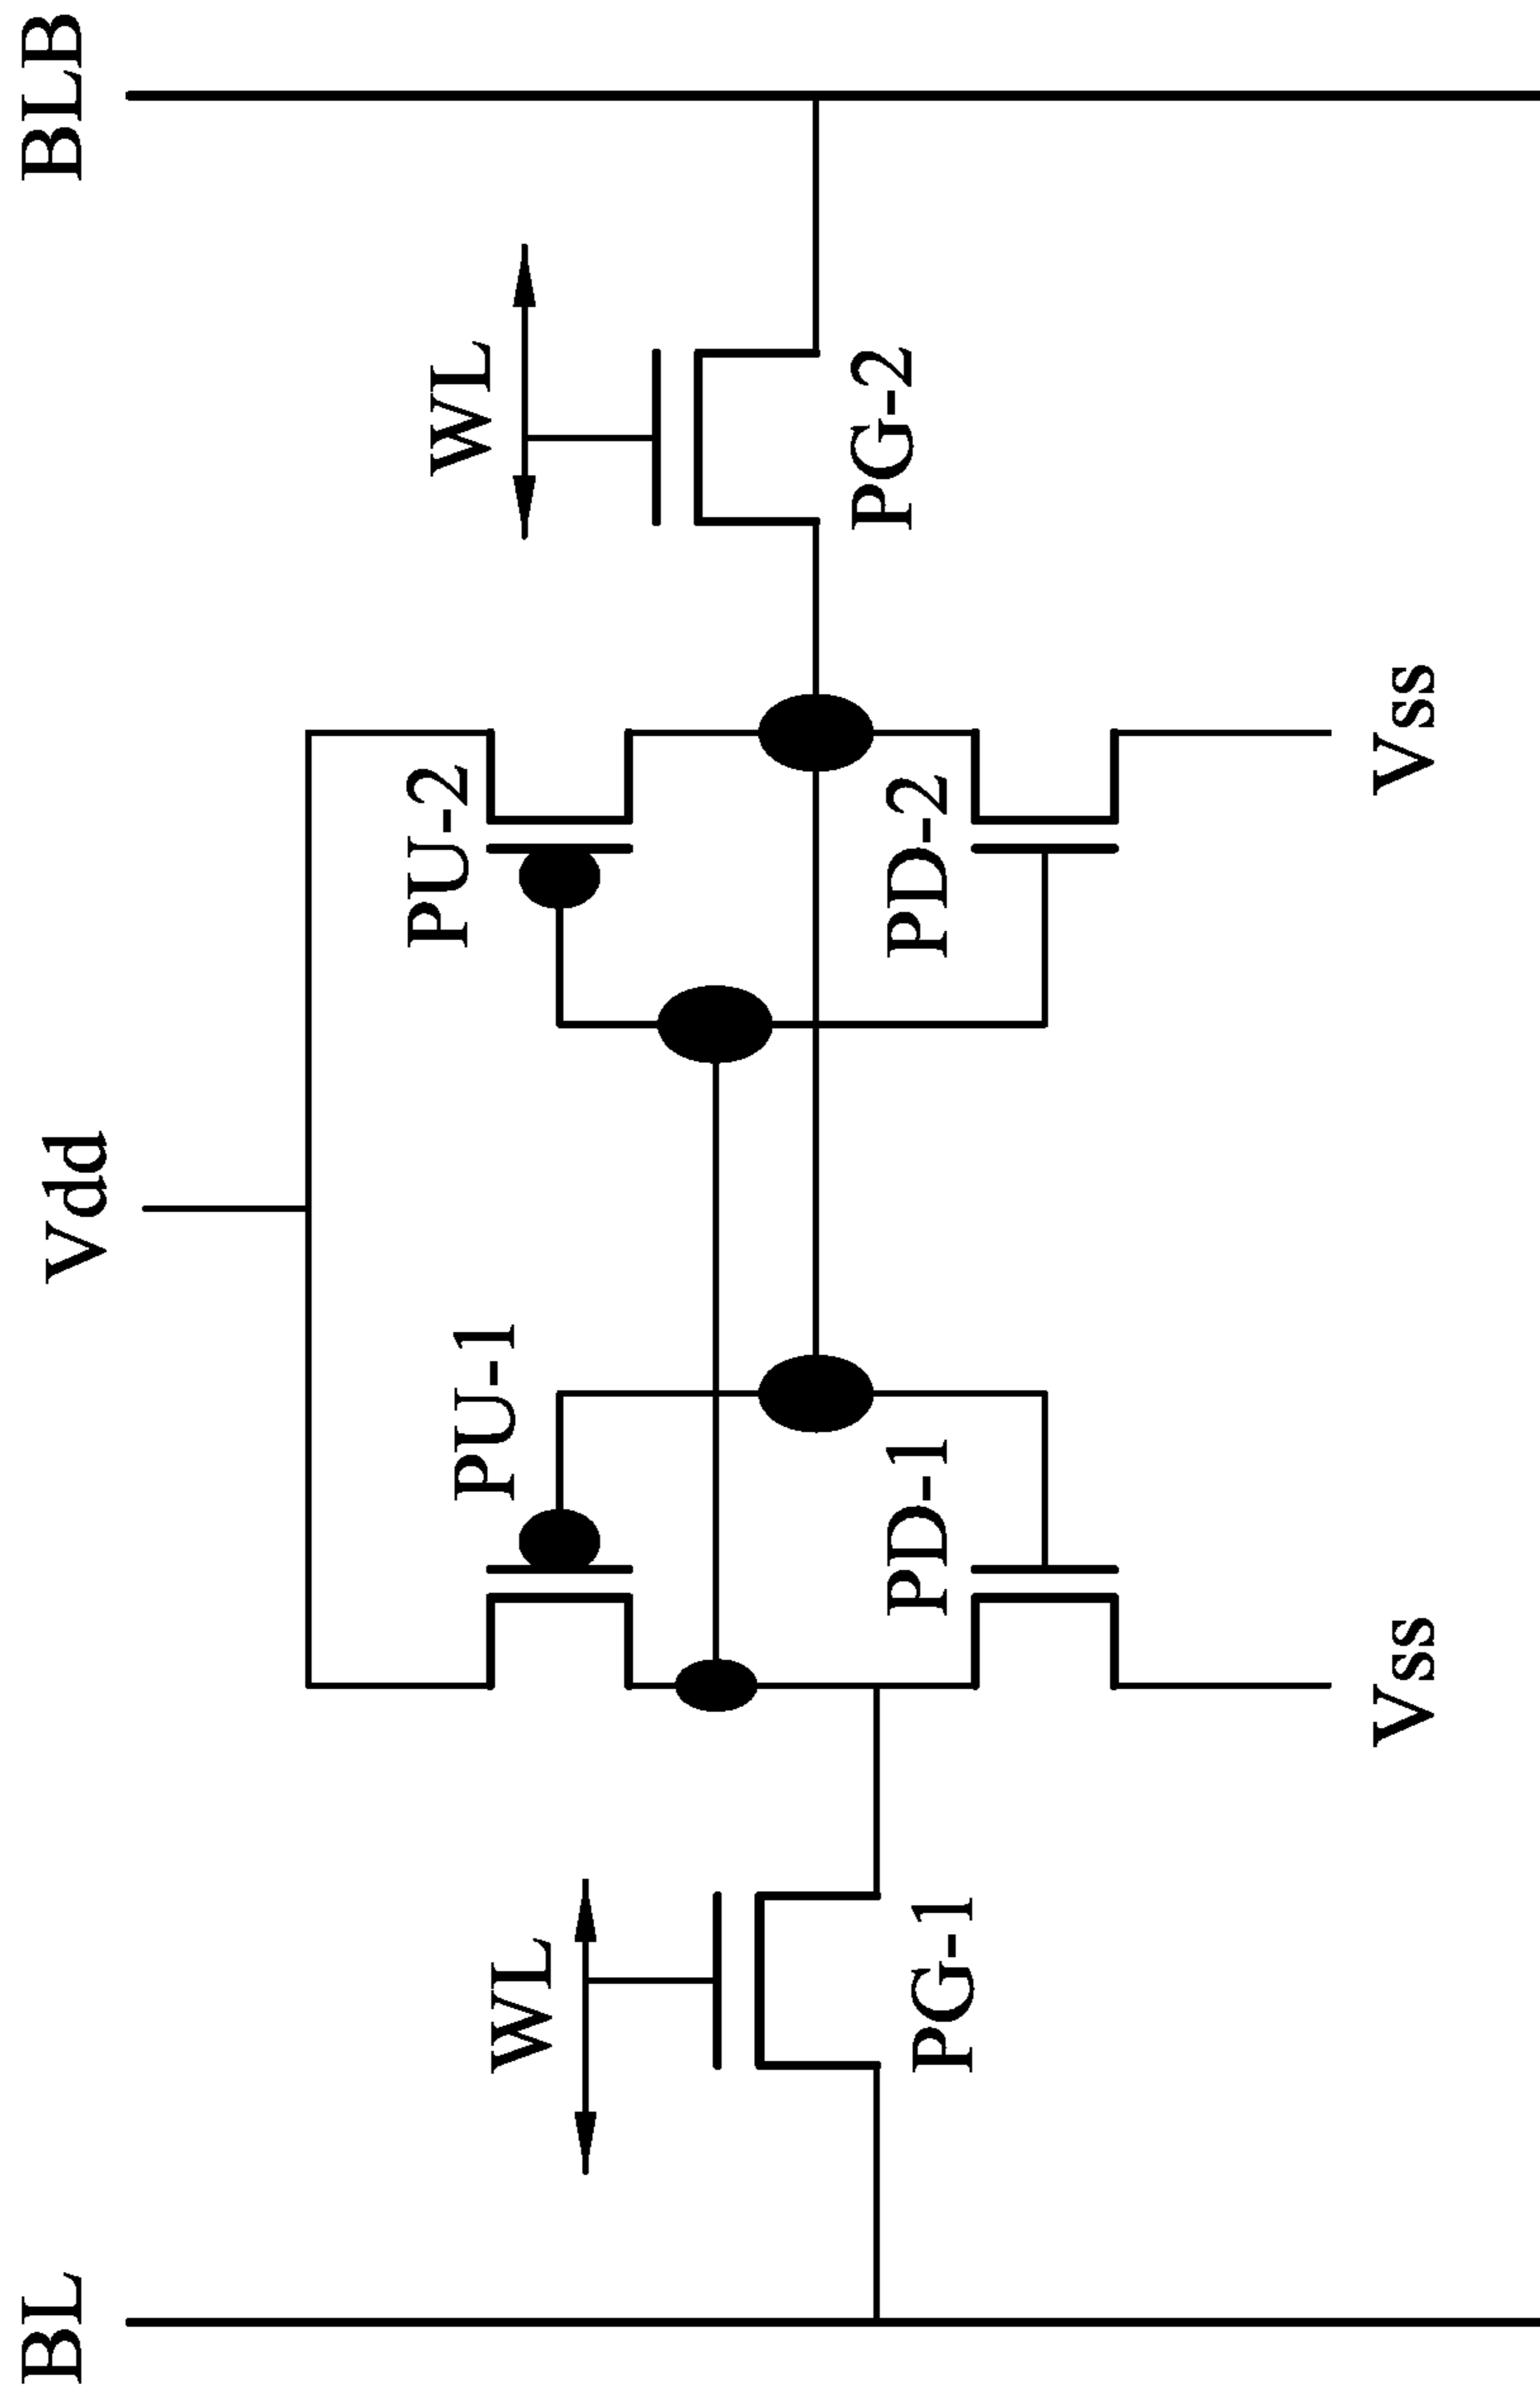 BL
Vdd
BLB
WL
PU-1
PU-2
WL
PG-1
PD-1
PD-2
PG-2
Vss
Vss